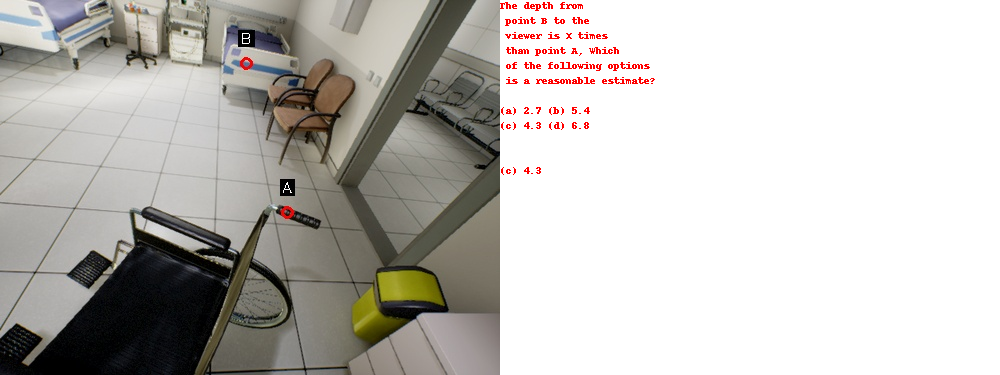 The depth from
point B to the
viewer is X times
than point A, Which
of the following options
is a reasonable estimate?
(a) 2.7 (b) 5.4
(c) 4.3 (d) 6.8
(c) 4.3
B
A